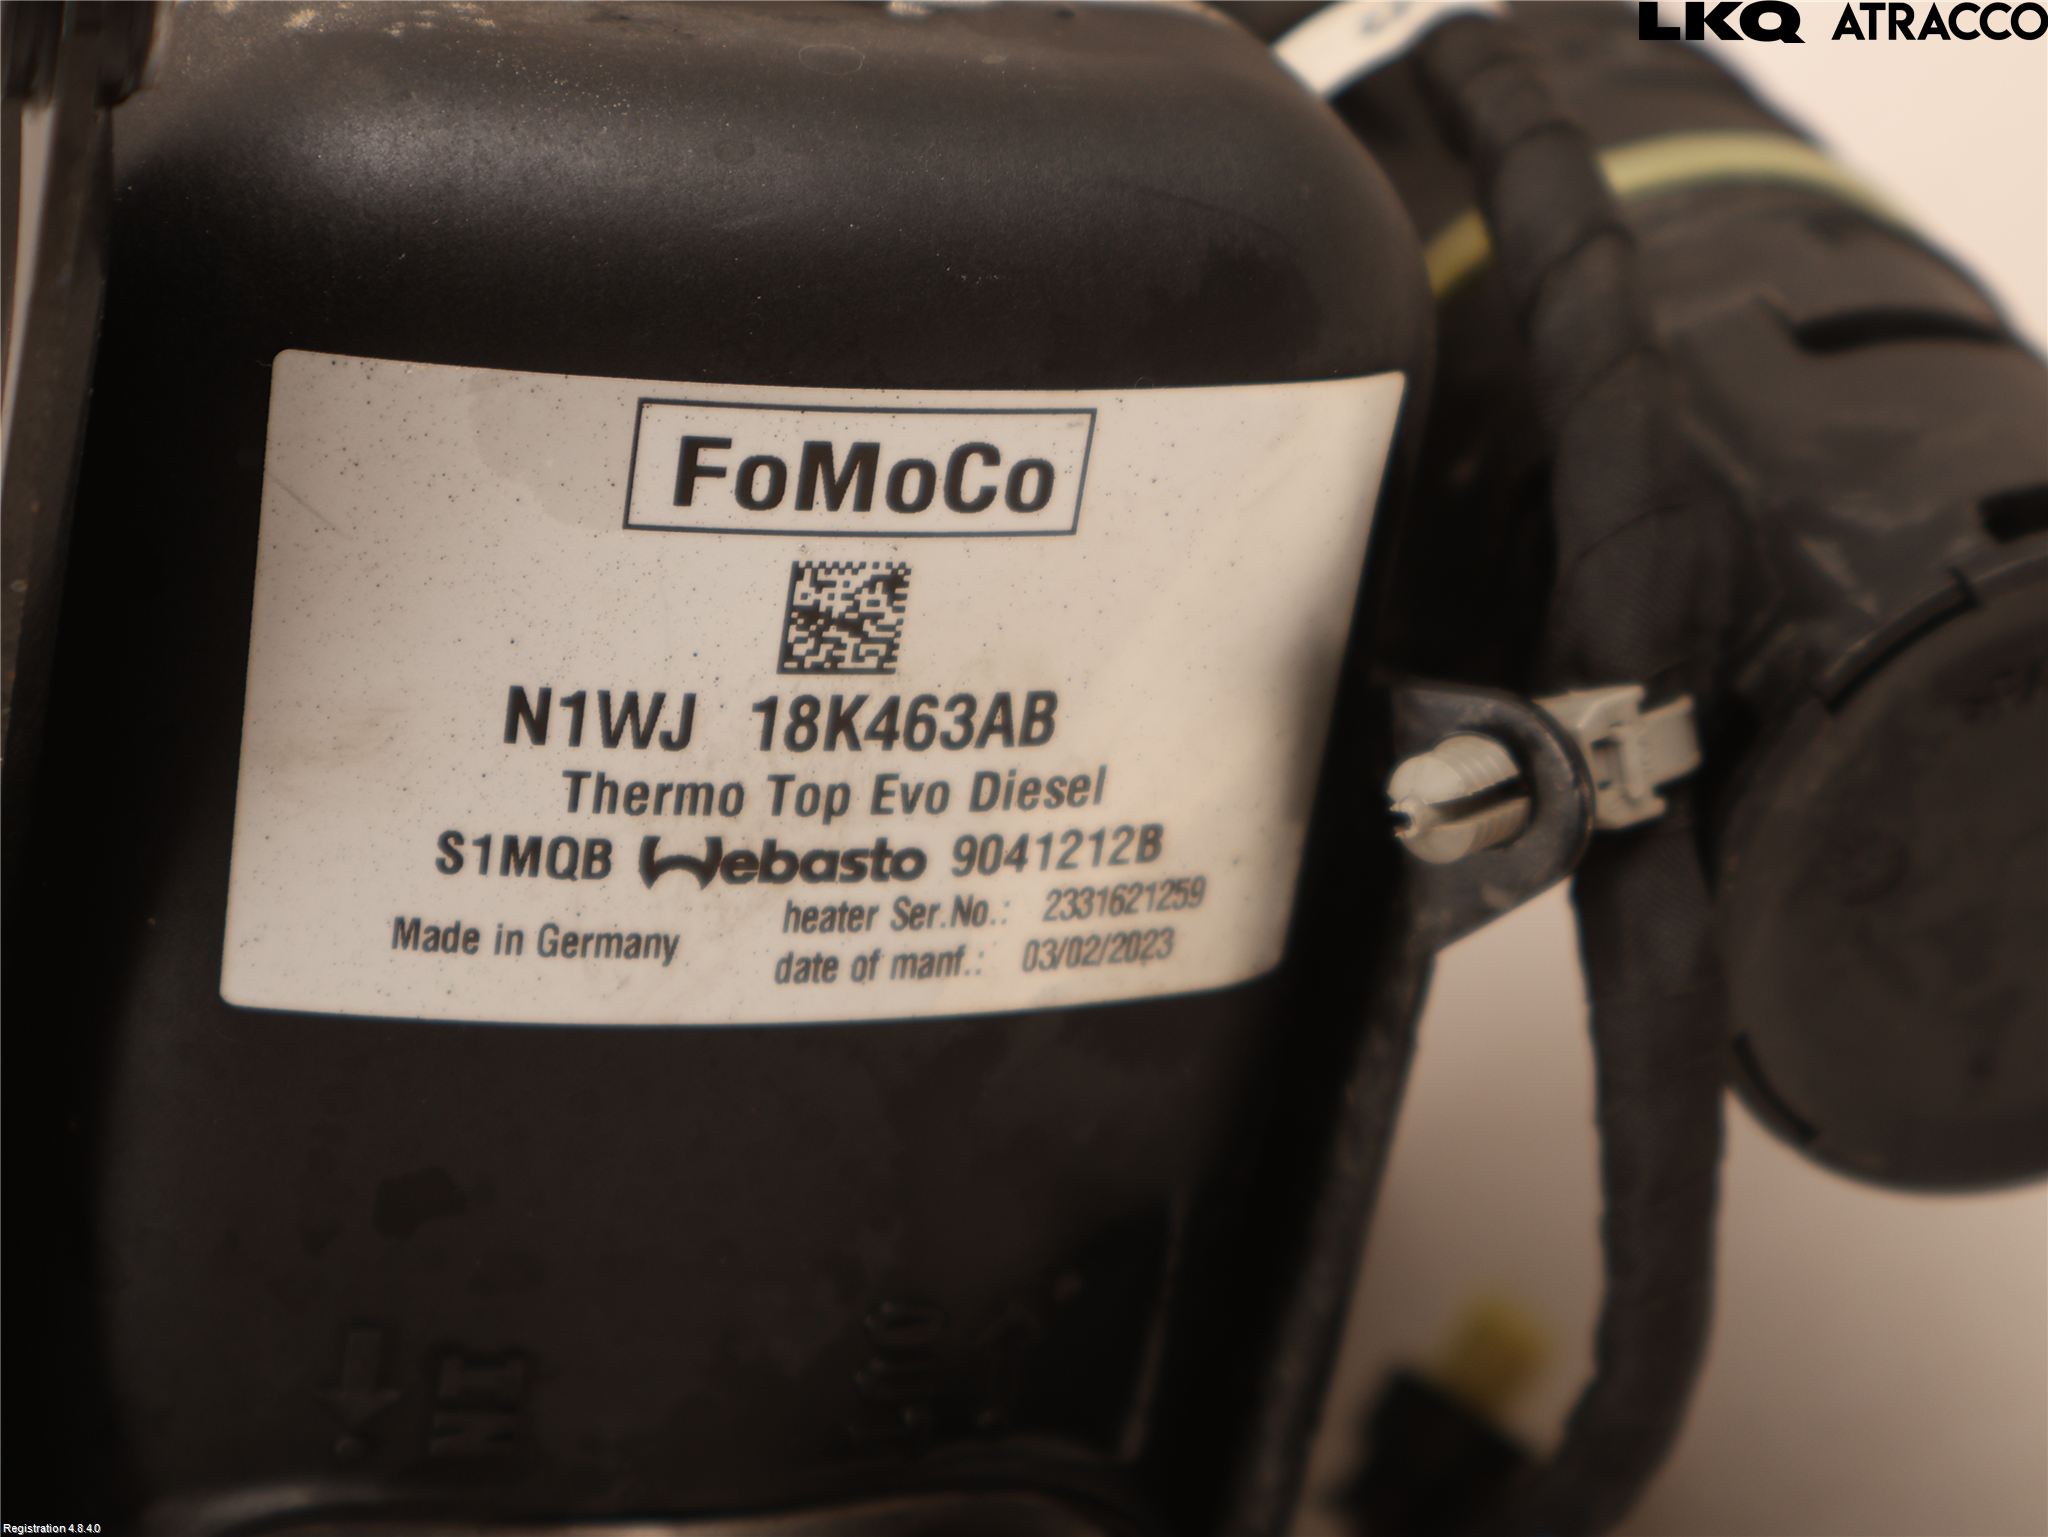 LKQ ATRACCO
FoMoCo
N1WJ 18K463AB
Thermo Top Evo Diesel
S1MQB Webasto 9041212B
heater Ser.No.: 2331621259
Made in Germany
date of manf.: 03/02/2023
Registration 4.8.4.0